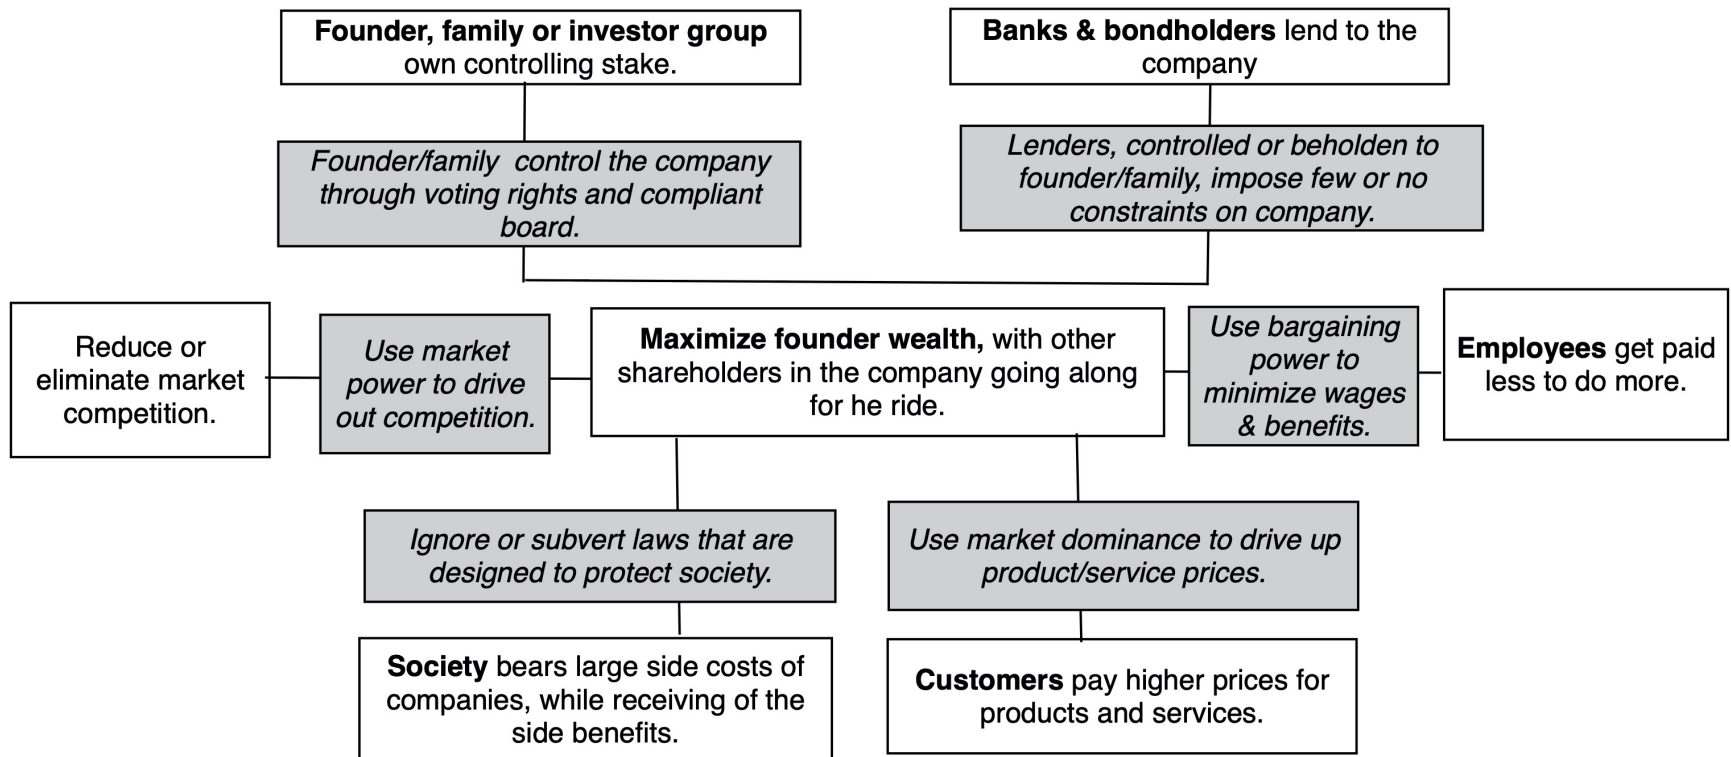 Founder, family or investor group
own controlling stake.
Banks & bondholders lend to the
company
Founder/family control the company
through voting rights and compliant
board.
Lenders, controlled or beholden to
founder/family, impose few or no
constraints on company.
Reduce or
eliminate market
competition.
Use market
power to drive
out competition.
Maximize founder wealth, with other
shareholders in the company going along
for he ride.
Use bargaining
power to
minimize wages
& benefits.
Employees get paid
less to do more.
Ignore or subvert laws that are
designed to protect society.
Use market dominance to drive up
product/service prices.
Society bears large side costs of
companies, while receiving of the
side benefits.
Customers pay higher prices for
products and services.